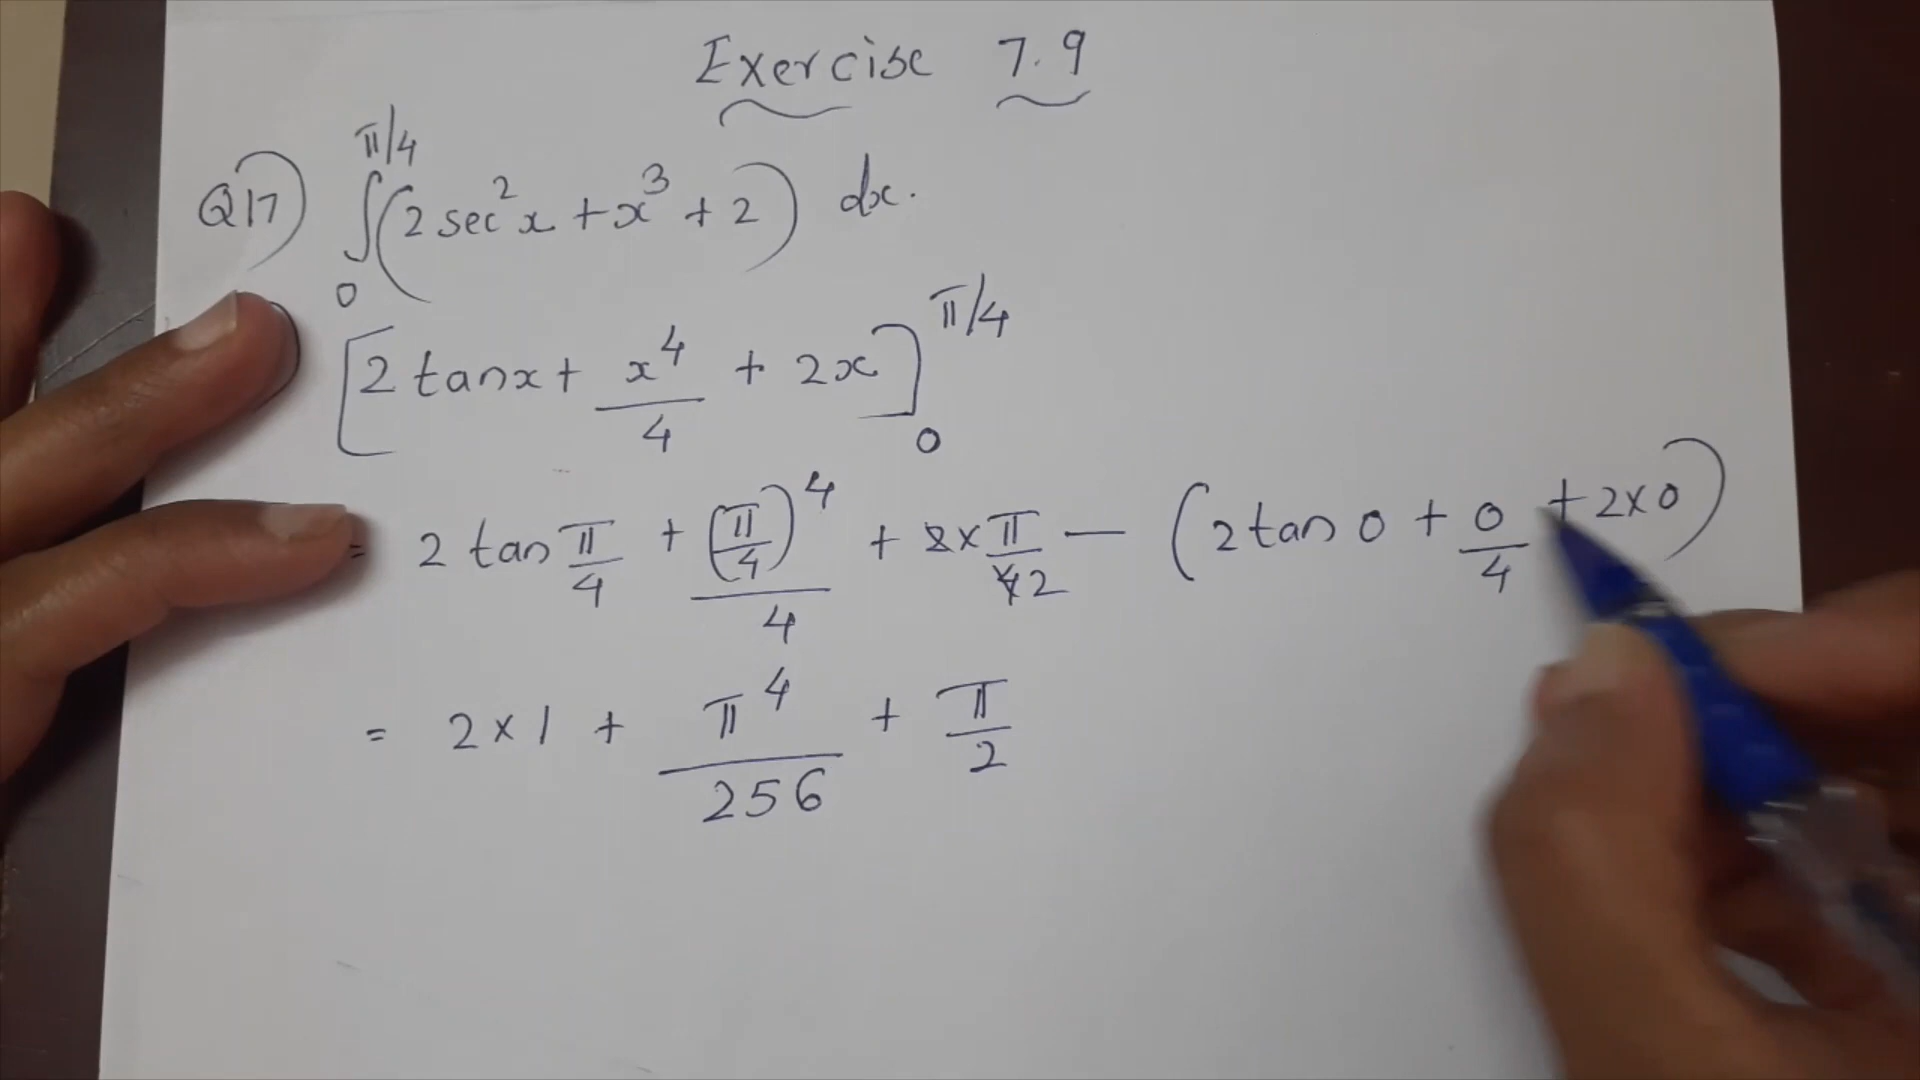 Exercise 7.9
Q17) ∫₀^π/4 (2 sec²x + x³ + 2) dx.
[2 tanx + x⁴/4 + 2x]₀^π/4
= 2 tan π/4 + (π/4)⁴/4 + 2 × π/4 2 — (2 tan 0 + 0/4 + 2×0)
= 2 × 1 + π⁴/256 + π/2